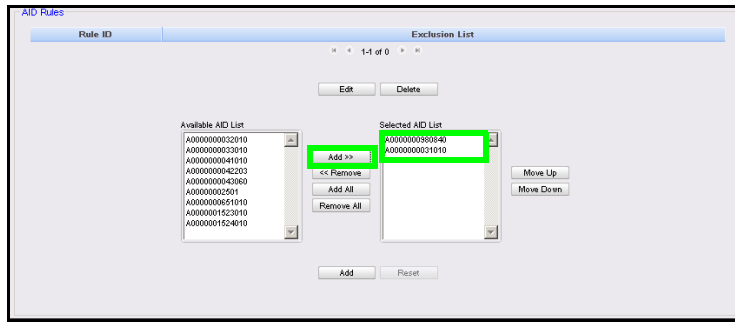 AID Rules
Rule ID Exclusion List
1-1 of 0
Edit Delete
Available AID List Selected AID List
A0000000032010 A0000000980840
A0000000033010 A0000000031010
A0000000041010
A0000000042203
A0000000043060
A00000002501
A0000000651010
A0000001523010
A0000001524010
Add >>
<< Remove
Add All
Remove All
Move Up
Move Down
Add Reset